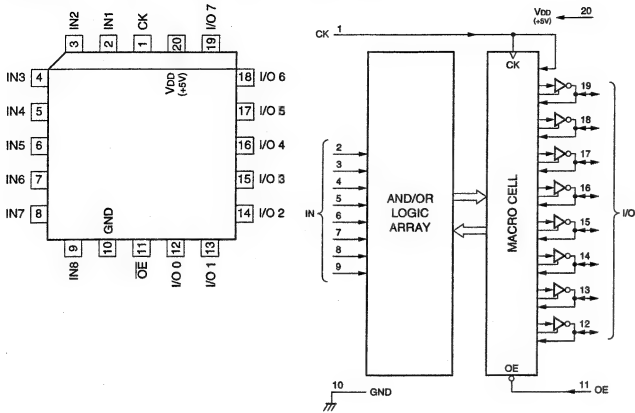 IN2 IN1 CK I/O 7
3 2 1 20 19
IN3 4 18 I/O 6
VDD (+5V)
IN4 5 17 I/O 5
IN5 6 16 I/O 4
IN6 7 15 I/O 3
IN7 8 14 I/O 2
GND
9 10 11 12 13
IN8 OE I/O 0 I/O 1
VDD (+5V) 20
CK 1
CK
19
18
17
16
15
14
13
12
I/O
IN
2
3
4
5
6
7
8
9
AND/OR
LOGIC
ARRAY
MACRO CELL
OE
10 GND
11 OE